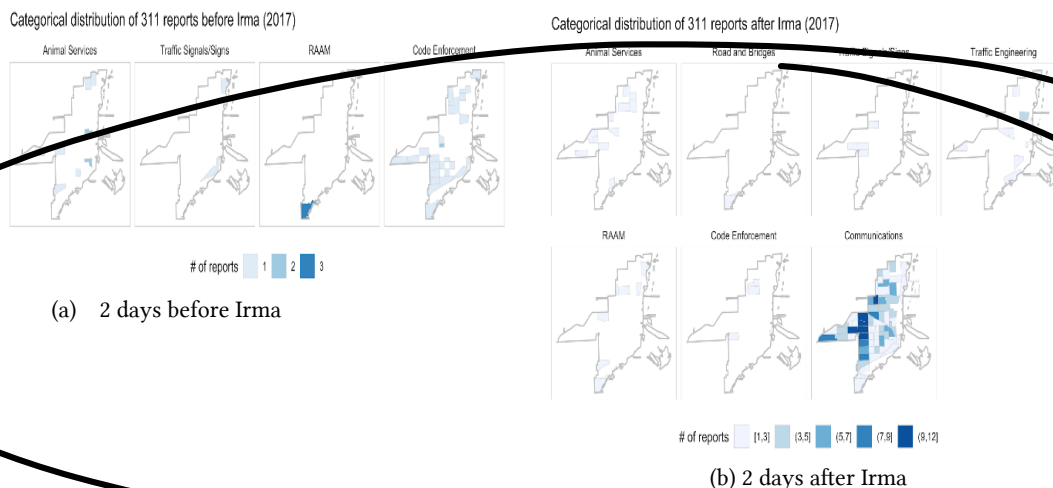 Categorical distribution of 311 reports before Irma (2017)
Animal Services Traffic Signals/Signs RAAM Code Enforcement
# of reports 1 2 3
(a) 2 days before Irma
Categorical distribution of 311 reports after Irma (2017)
Animal Services Road and Bridges Traffic Signals/Signs Traffic Engineering
RAAM Code Enforcement Communications
# of reports [1,3] (3,5] (5,7] (7,9] (9,12]
(b) 2 days after Irma